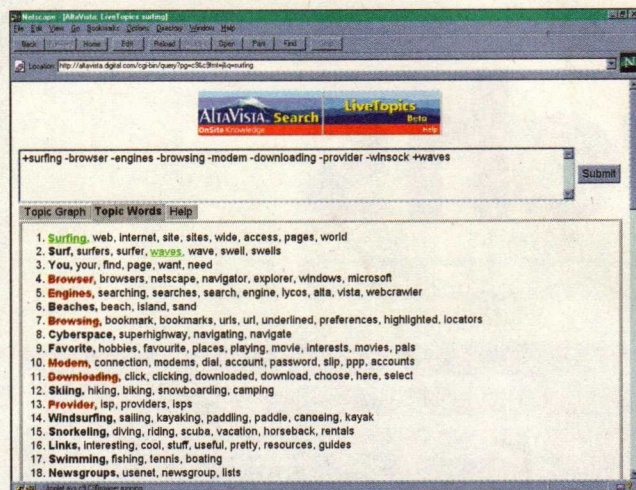 Netscape - [AltaVista: LiveTopics surfing]
File Edit View Go Bookmarks Options Directory Window Help
Back Home Edit Reload Open Print Find
Location: http://altavista.digital.com/cgi-bin/query?pg=
ALTAVISTA Search LiveTopics
Beta
OnSite Knowledge Help
+surfing -browser -engines -browsing -modem -downloading -provider -winsock +waves
Submit
Topic Graph Topic Words Help
1. Surfing, web, internet, site, sites, wide, access, pages, world
2. Surf, surfers, surfer, waves, wave, swell, swells
3. You, your, find, page, want, need
4. Browser, browsers, netscape, navigator, explorer, windows, microsoft
5. Engines, searching, searches, search, engine, lycos, alta, vista, webcrawler
6. Beaches, beach, island, sand
7. Browsing, bookmark, bookmarks, urls, url, underlined, preferences, highlighted, locators
8. Cyberspace, superhighway, navigating, navigate
9. Favorite, hobbies, favourite, places, playing, movie, interests, movies, pals
10. Modem, connection, modems, dial, account, password, slip, ppp, accounts
11. Downloading, click, clicking, downloaded, download, choose, here, select
12. Skiing, hiking, biking, snowboarding, camping
13. Provider, isp, providers, isps
14. Windsurfing, sailing, kayaking, paddling, paddle, canoeing, kayak
15. Snorkeling, diving, riding, scuba, vacation, horseback, rentals
16. Links, interesting, cool, stuff, useful, pretty, resources, guides
17. Swimming, fishing, tennis, boating
18. Newsgroups, usenet, newsgroup, lists